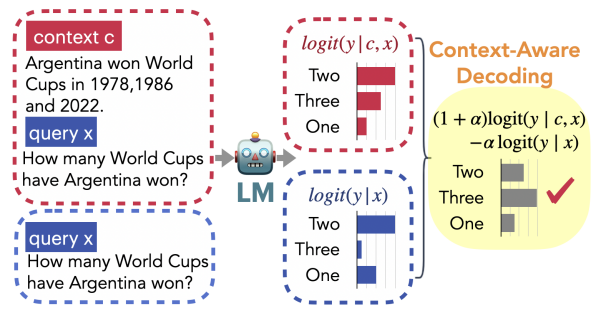 context c
Argentina won World
Cups in 1978,1986
and 2022.
query x
How many World Cups
have Argentina won?
query x
How many World Cups
have Argentina won?
LM
logit(y|c,x)
Two
Three
One
logit(y|x)
Two
Three
One
Context-Aware
Decoding
(1 + α)logit(y | c, x)
−α logit(y | x)
Two
Three
One